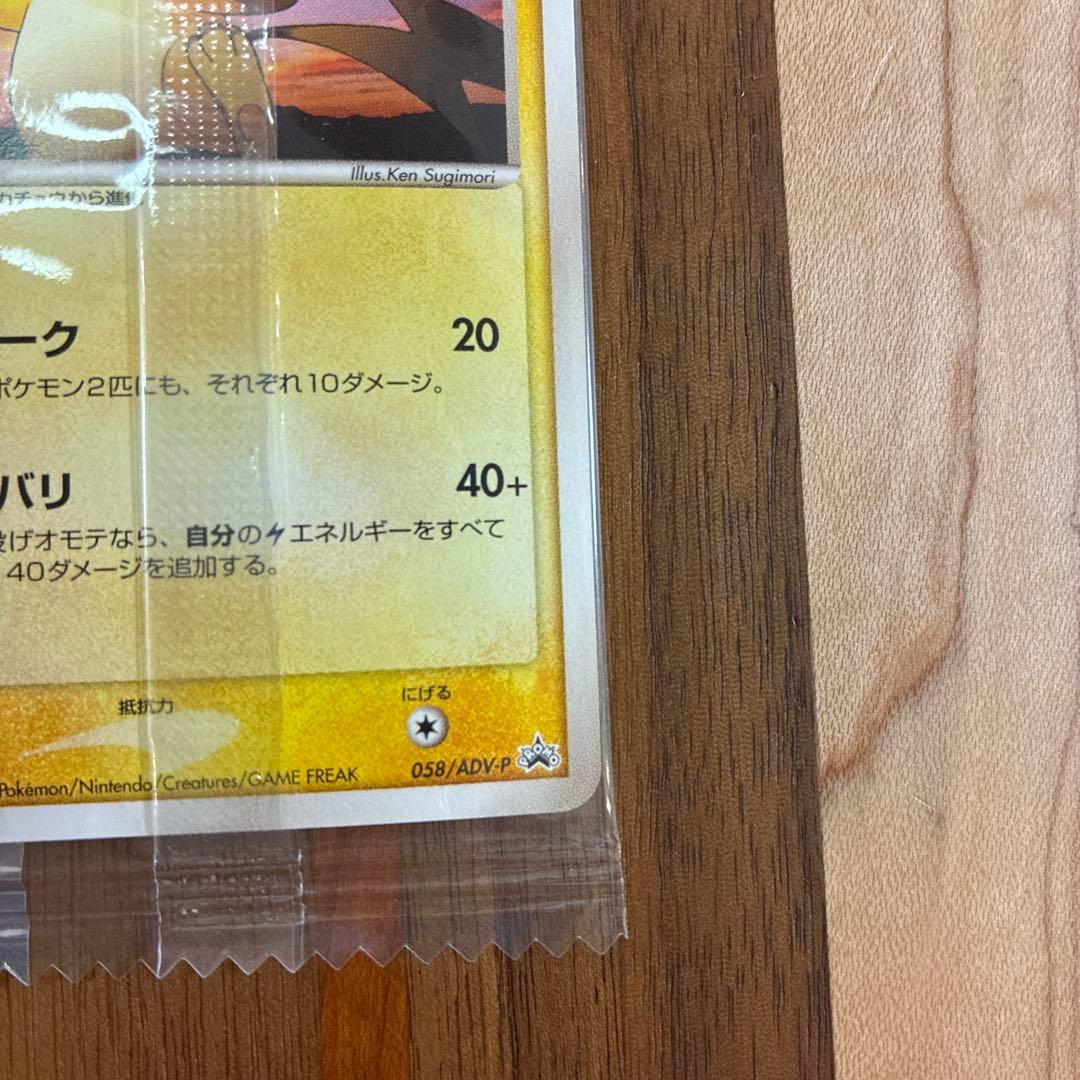 Illus.Ken Sugimori
カチュウから進化
ーク 20
ポケモン2匹にも、それぞれ10ダメージ。
バリ 40+
投げオモテなら、自分の⚡エネルギーをすべて
40ダメージを追加する。
抵抗力 にげる
058/ADV-P PROMO
Pokémon/Nintendo/Creatures/GAME FREAK